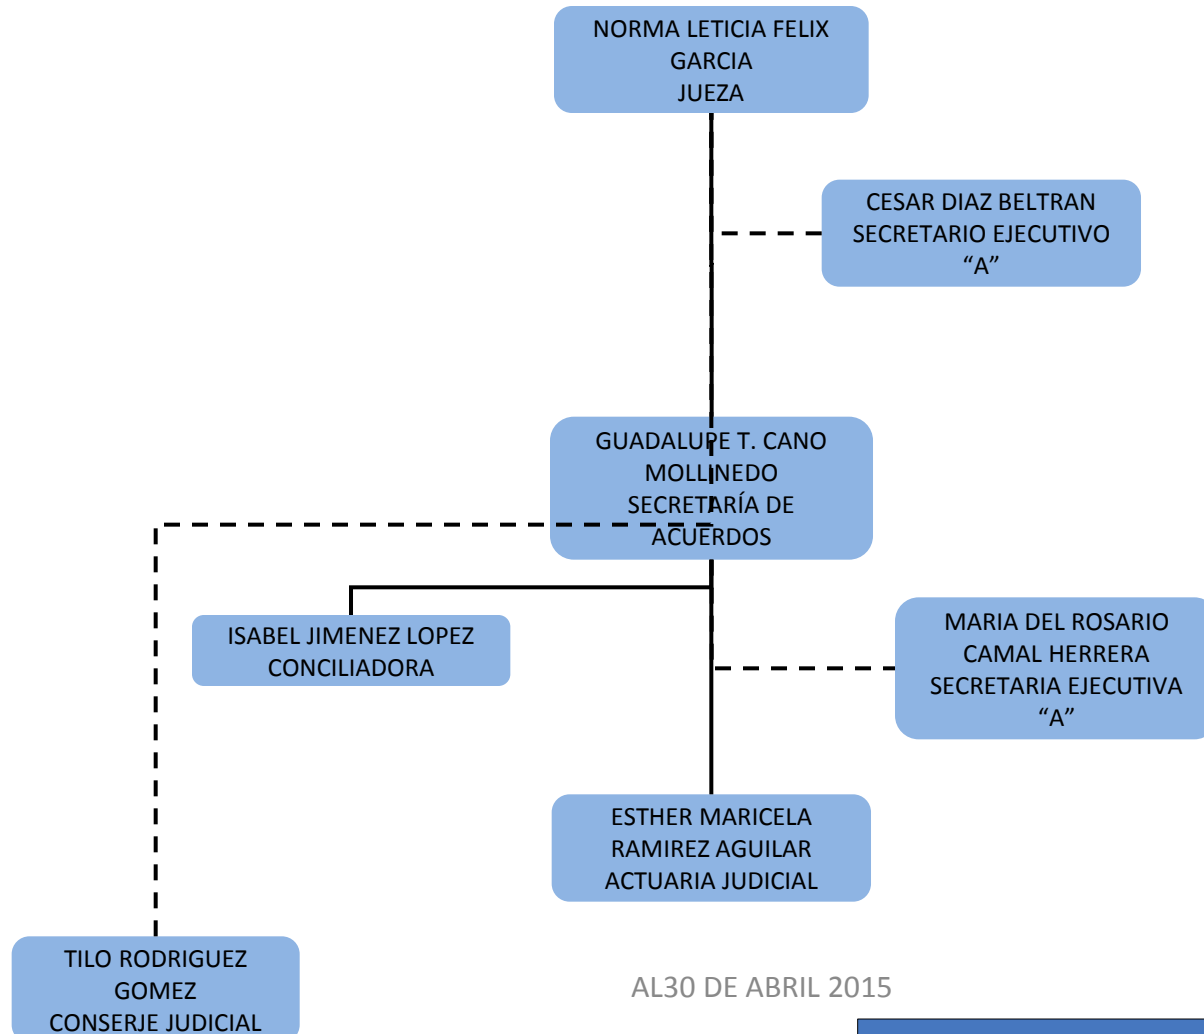 NORMA LETICIA FELIX
GARCIA
JUEZA
CESAR DIAZ BELTRAN
SECRETARIO EJECUTIVO
“A”
GUADALUPE T. CANO
MOLLINEDO
SECRETARÍA DE
ACUERDOS
ISABEL JIMENEZ LOPEZ
CONCILIADORA
MARIA DEL ROSARIO
CAMAL HERRERA
SECRETARIA EJECUTIVA
“A”
ESTHER MARICELA
RAMIREZ AGUILAR
ACTUARIA JUDICIAL
TILO RODRIGUEZ
GOMEZ
CONSERJE JUDICIAL
AL30 DE ABRIL 2015